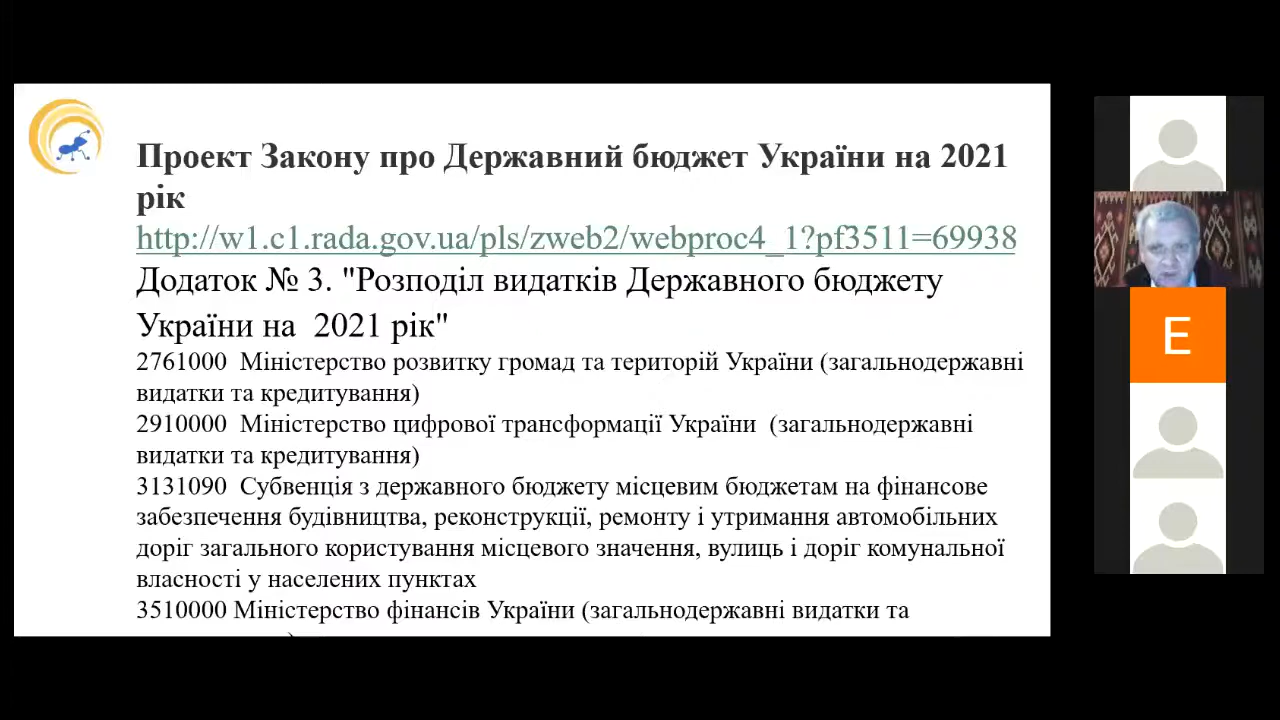 Проект Закону про Державний бюджет України на 2021
рік
http://w1.c1.rada.gov.ua/pls/zweb2/webproc4_1?pf3511=69938
Додаток № 3. "Розподіл видатків Державного бюджету
України на 2021 рік"
2761000 Міністерство розвитку громад та територій України (загальнодержавні
видатки та кредитування)
2910000 Міністерство цифрової трансформації України (загальнодержавні
видатки та кредитування)
3131090 Субвенція з державного бюджету місцевим бюджетам на фінансове
забезпечення будівництва, реконструкції, ремонту і утримання автомобільних
доріг загального користування місцевого значення, вулиць і доріг комунальної
власності у населених пунктах
3510000 Міністерство фінансів України (загальнодержавні видатки та
E